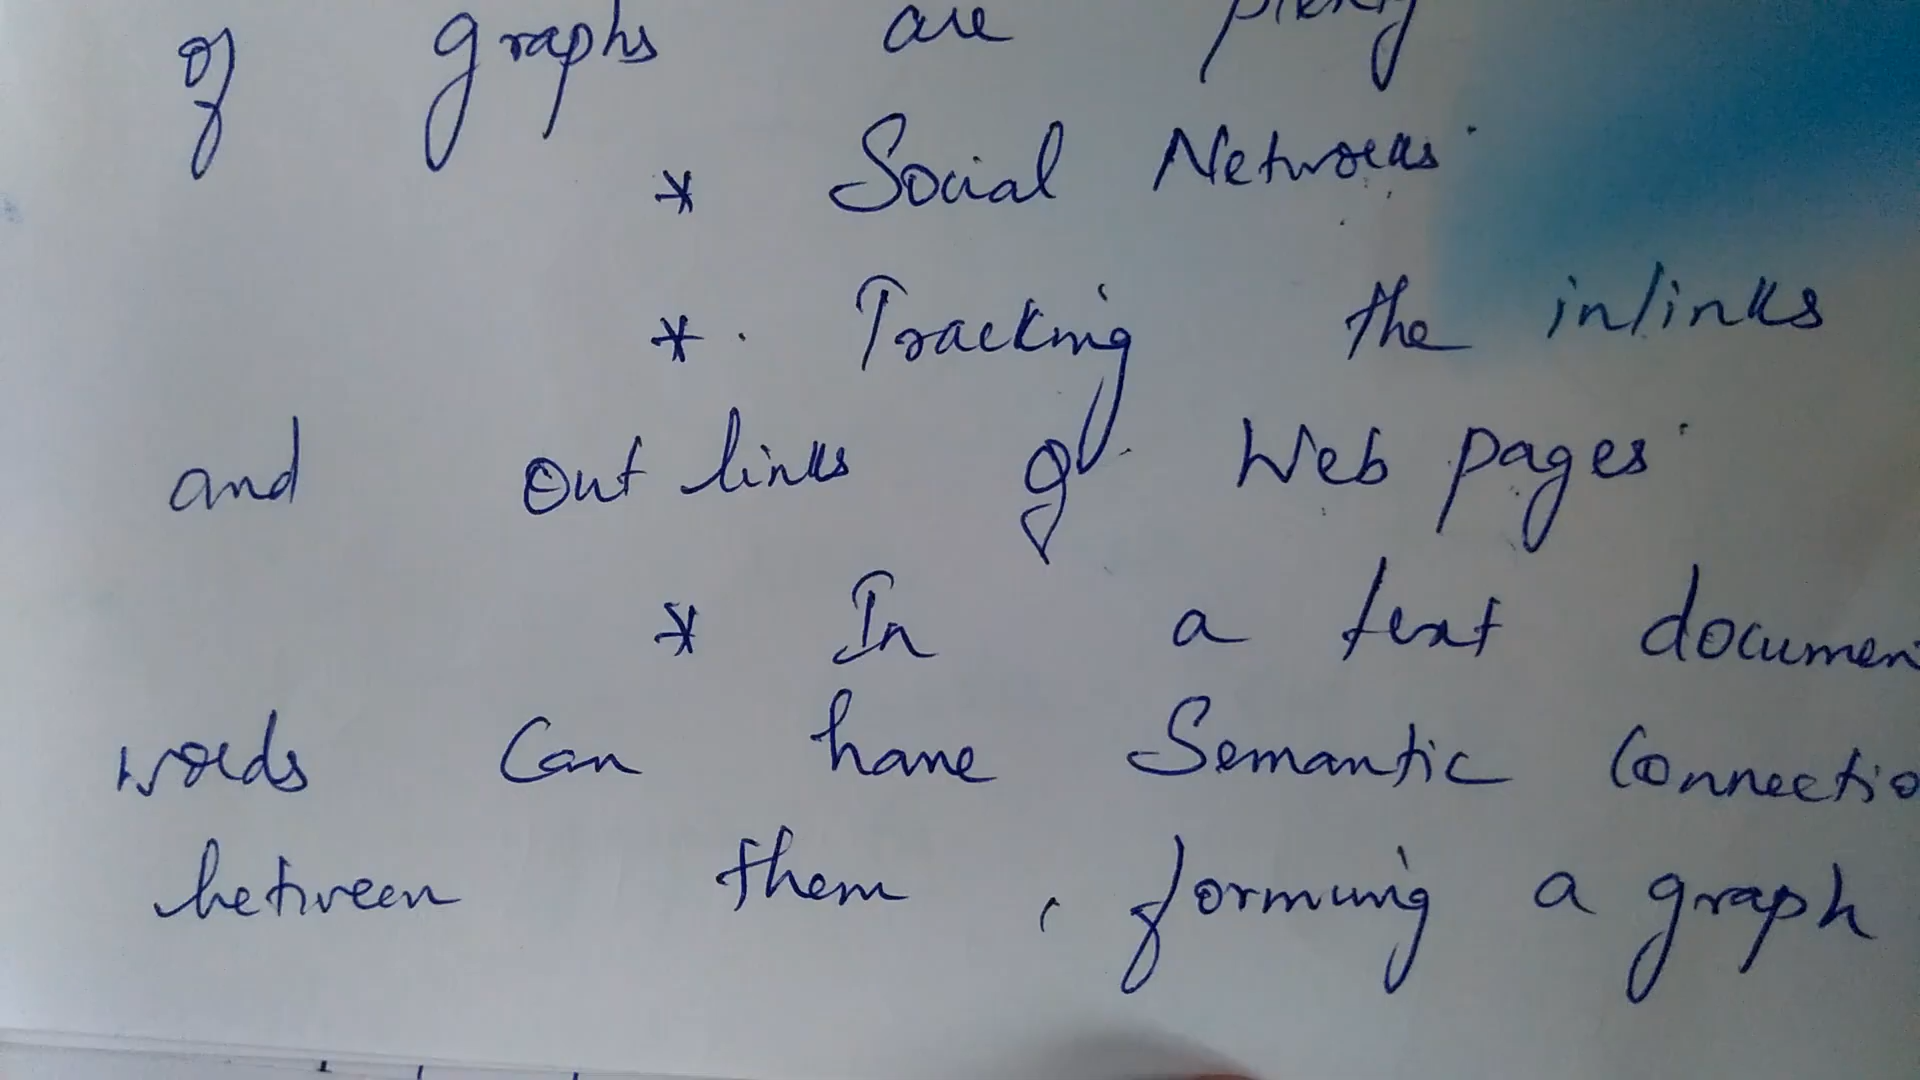 of graphs are plenty
* Social Networks
* Tracking the inlinks
and out links of Web pages
* In a text documen
words can have Semantic Connectio
between them, forming a graph